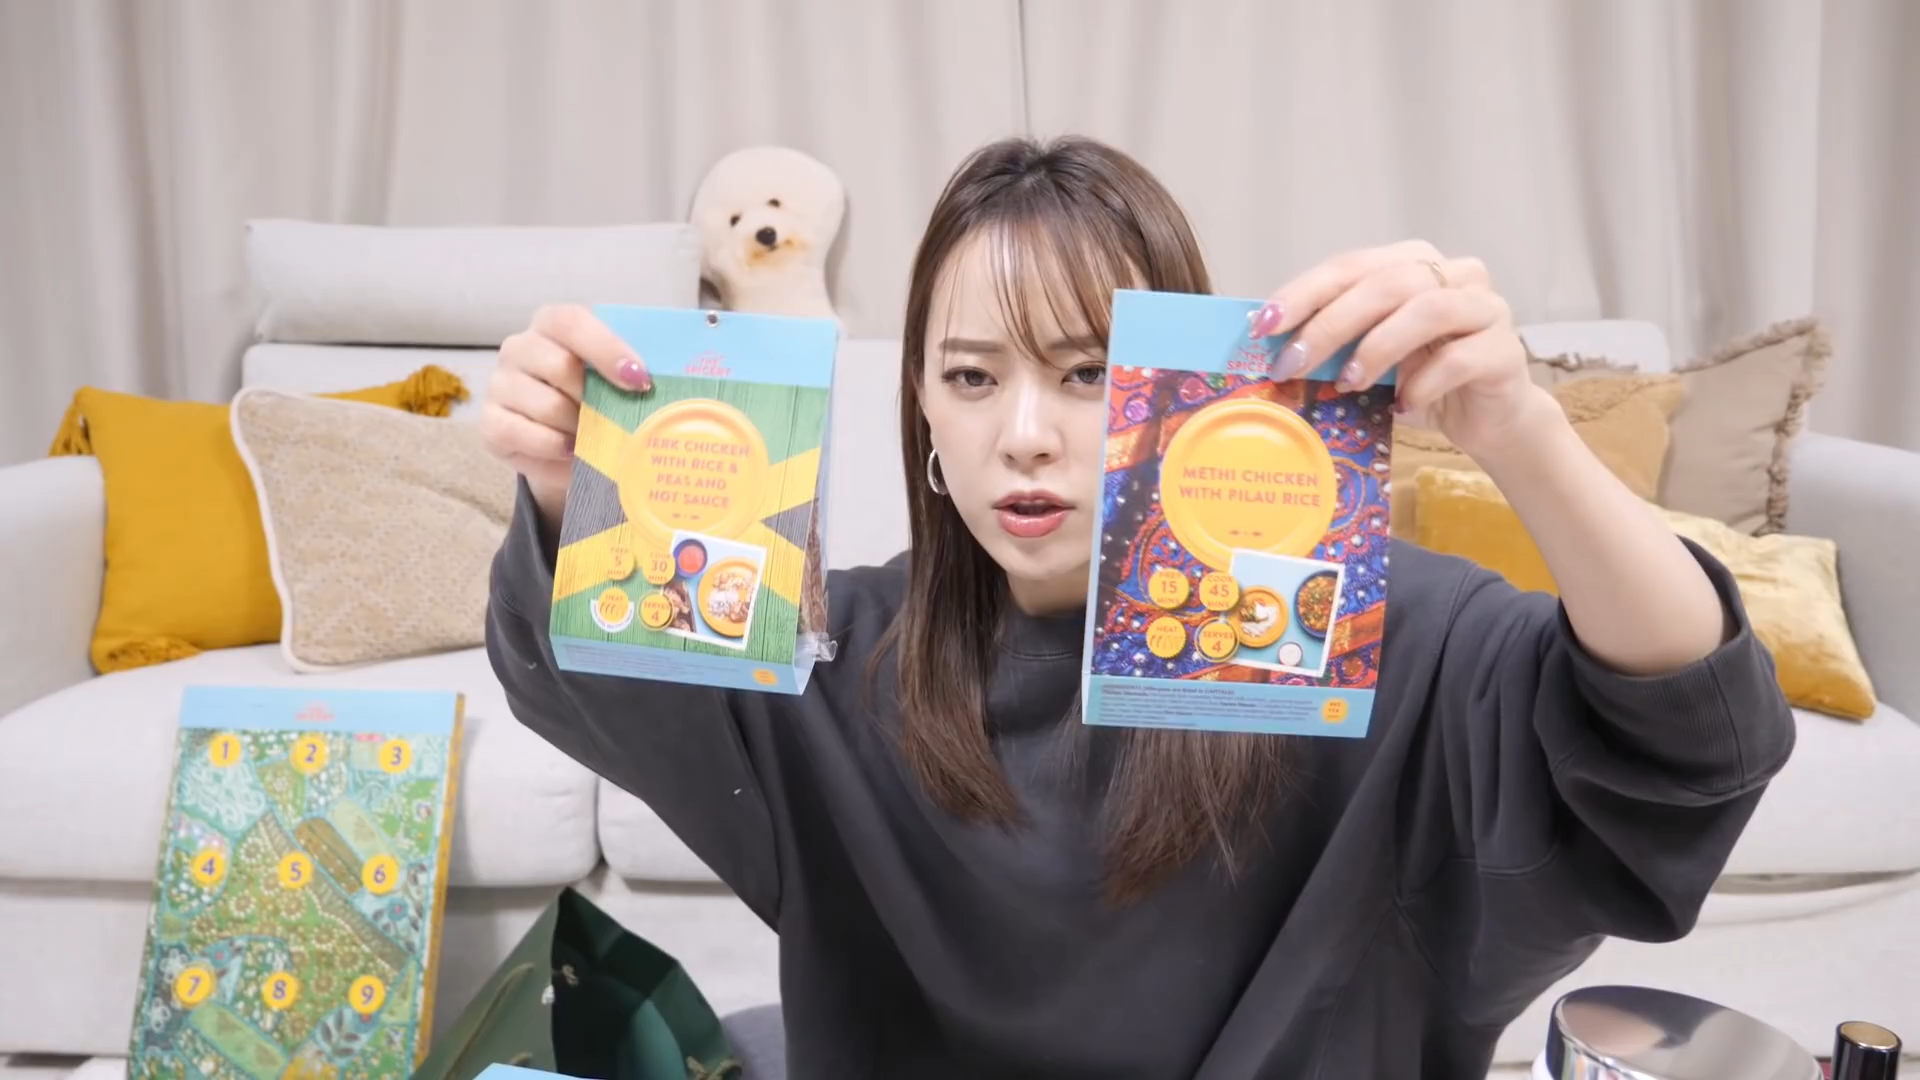 THE
SPICERY
JERK CHICKEN
WITH RICE &
PEAS AND
HOT SAUCE
PREP
5
MINS
COOK
30
MINS
HEAT
SERVES
4
THE
SPICERY
METHI CHICKEN
WITH PILAU RICE
PREP
15
MINS
COOK
45
MINS
HEAT
SERVES
4
THE
SPICERY
1 2 3
4 5 6
7 8 9